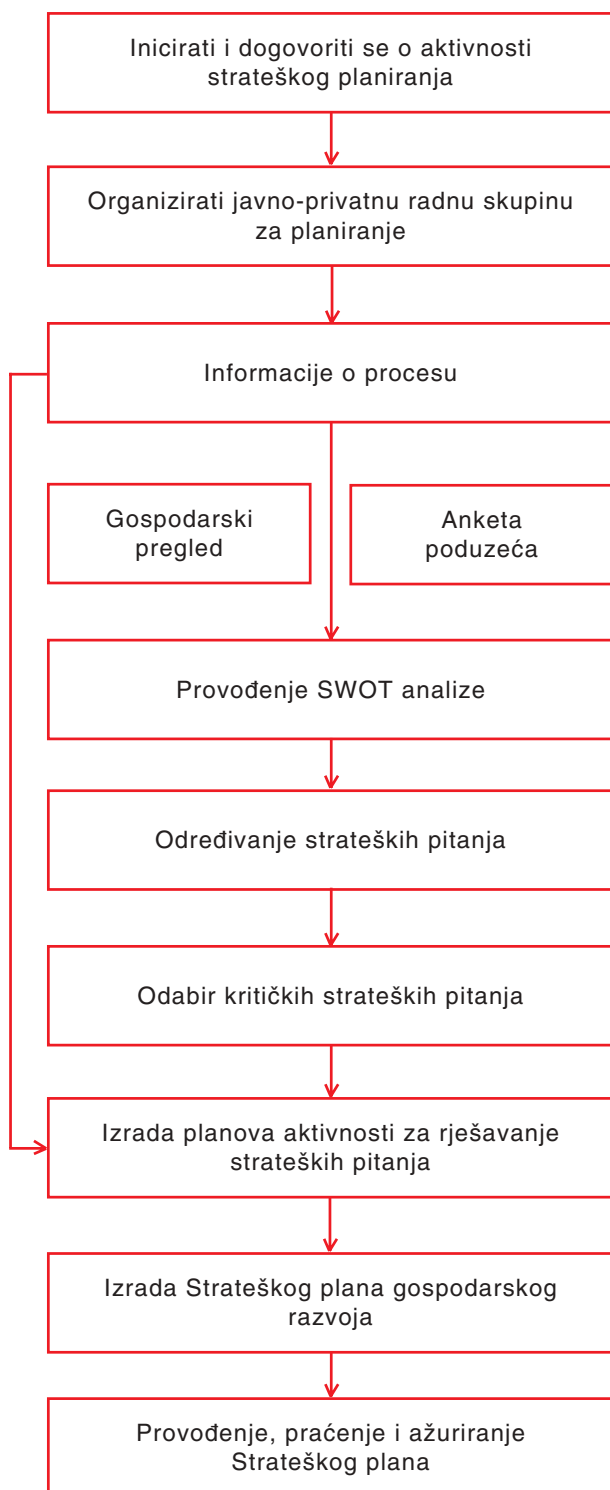 Inicirati i dogovoriti se o aktivnosti
strateškog planiranja
Organizirati javno-privatnu radnu skupinu
za planiranje
Informacije o procesu
Gospodarski
pregled
Anketa
poduzeća
Provođenje SWOT analize
Određivanje strateških pitanja
Odabir kritičkih strateških pitanja
Izrada planova aktivnosti za rješavanje
strateških pitanja
Izrada Strateškog plana gospodarskog
razvoja
Provođenje, praćenje i ažuriranje
Strateškog plana